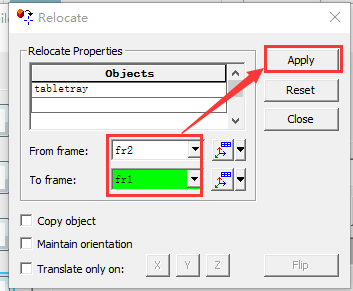 Relocate
Relocate Properties
Objects
tabletray
Apply
Reset
Close
From frame:
fr2
To frame:
fr1
Copy object
Maintain orientation
Translate only on:
X
Y
Z
Flip